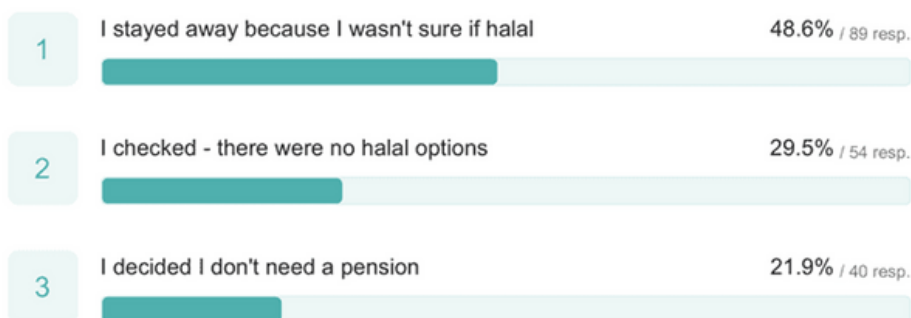 1
I stayed away because I wasn't sure if halal 48.6% / 89 resp.
2
I checked - there were no halal options 29.5% / 54 resp.
3
I decided I don't need a pension 21.9% / 40 resp.